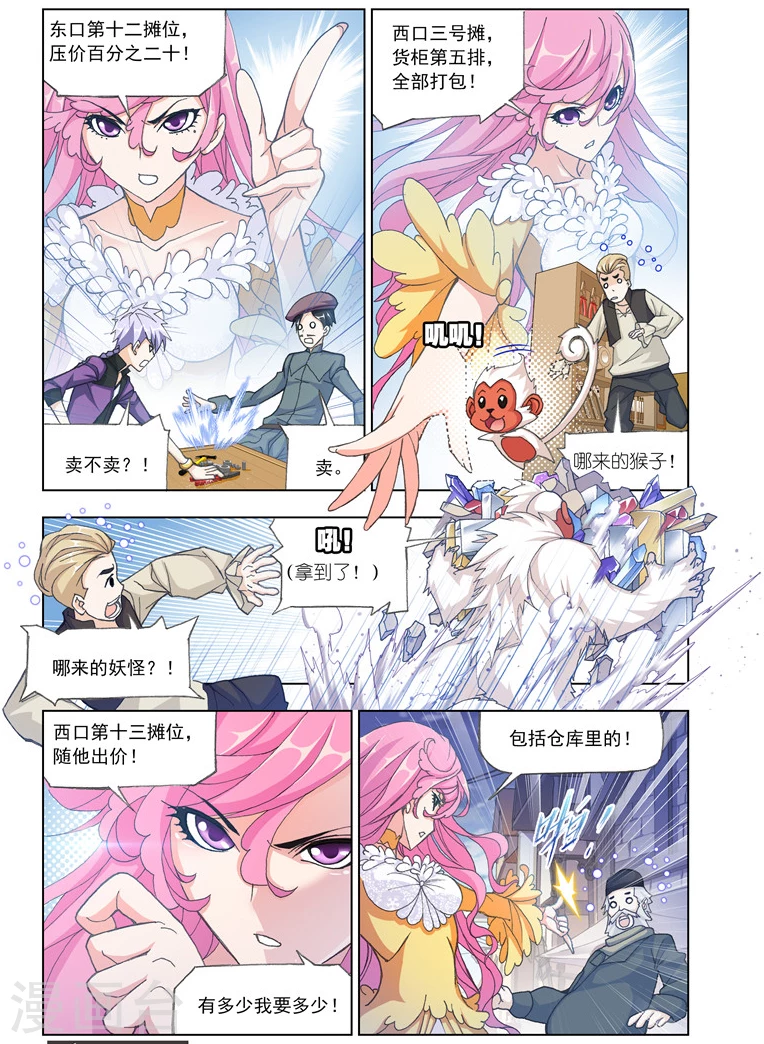 东口第十二摊位，
压价百分之二十！
西口三号摊，
货柜第五排，
全部打包！
叽叽！
卖不卖？！
卖。
哪来的猴子！
吼！
（拿到了！）
哪来的妖怪？！
西口第十三摊位，
随他出价！
包括仓库里的！
啪！
有多少我要多少！
漫画台